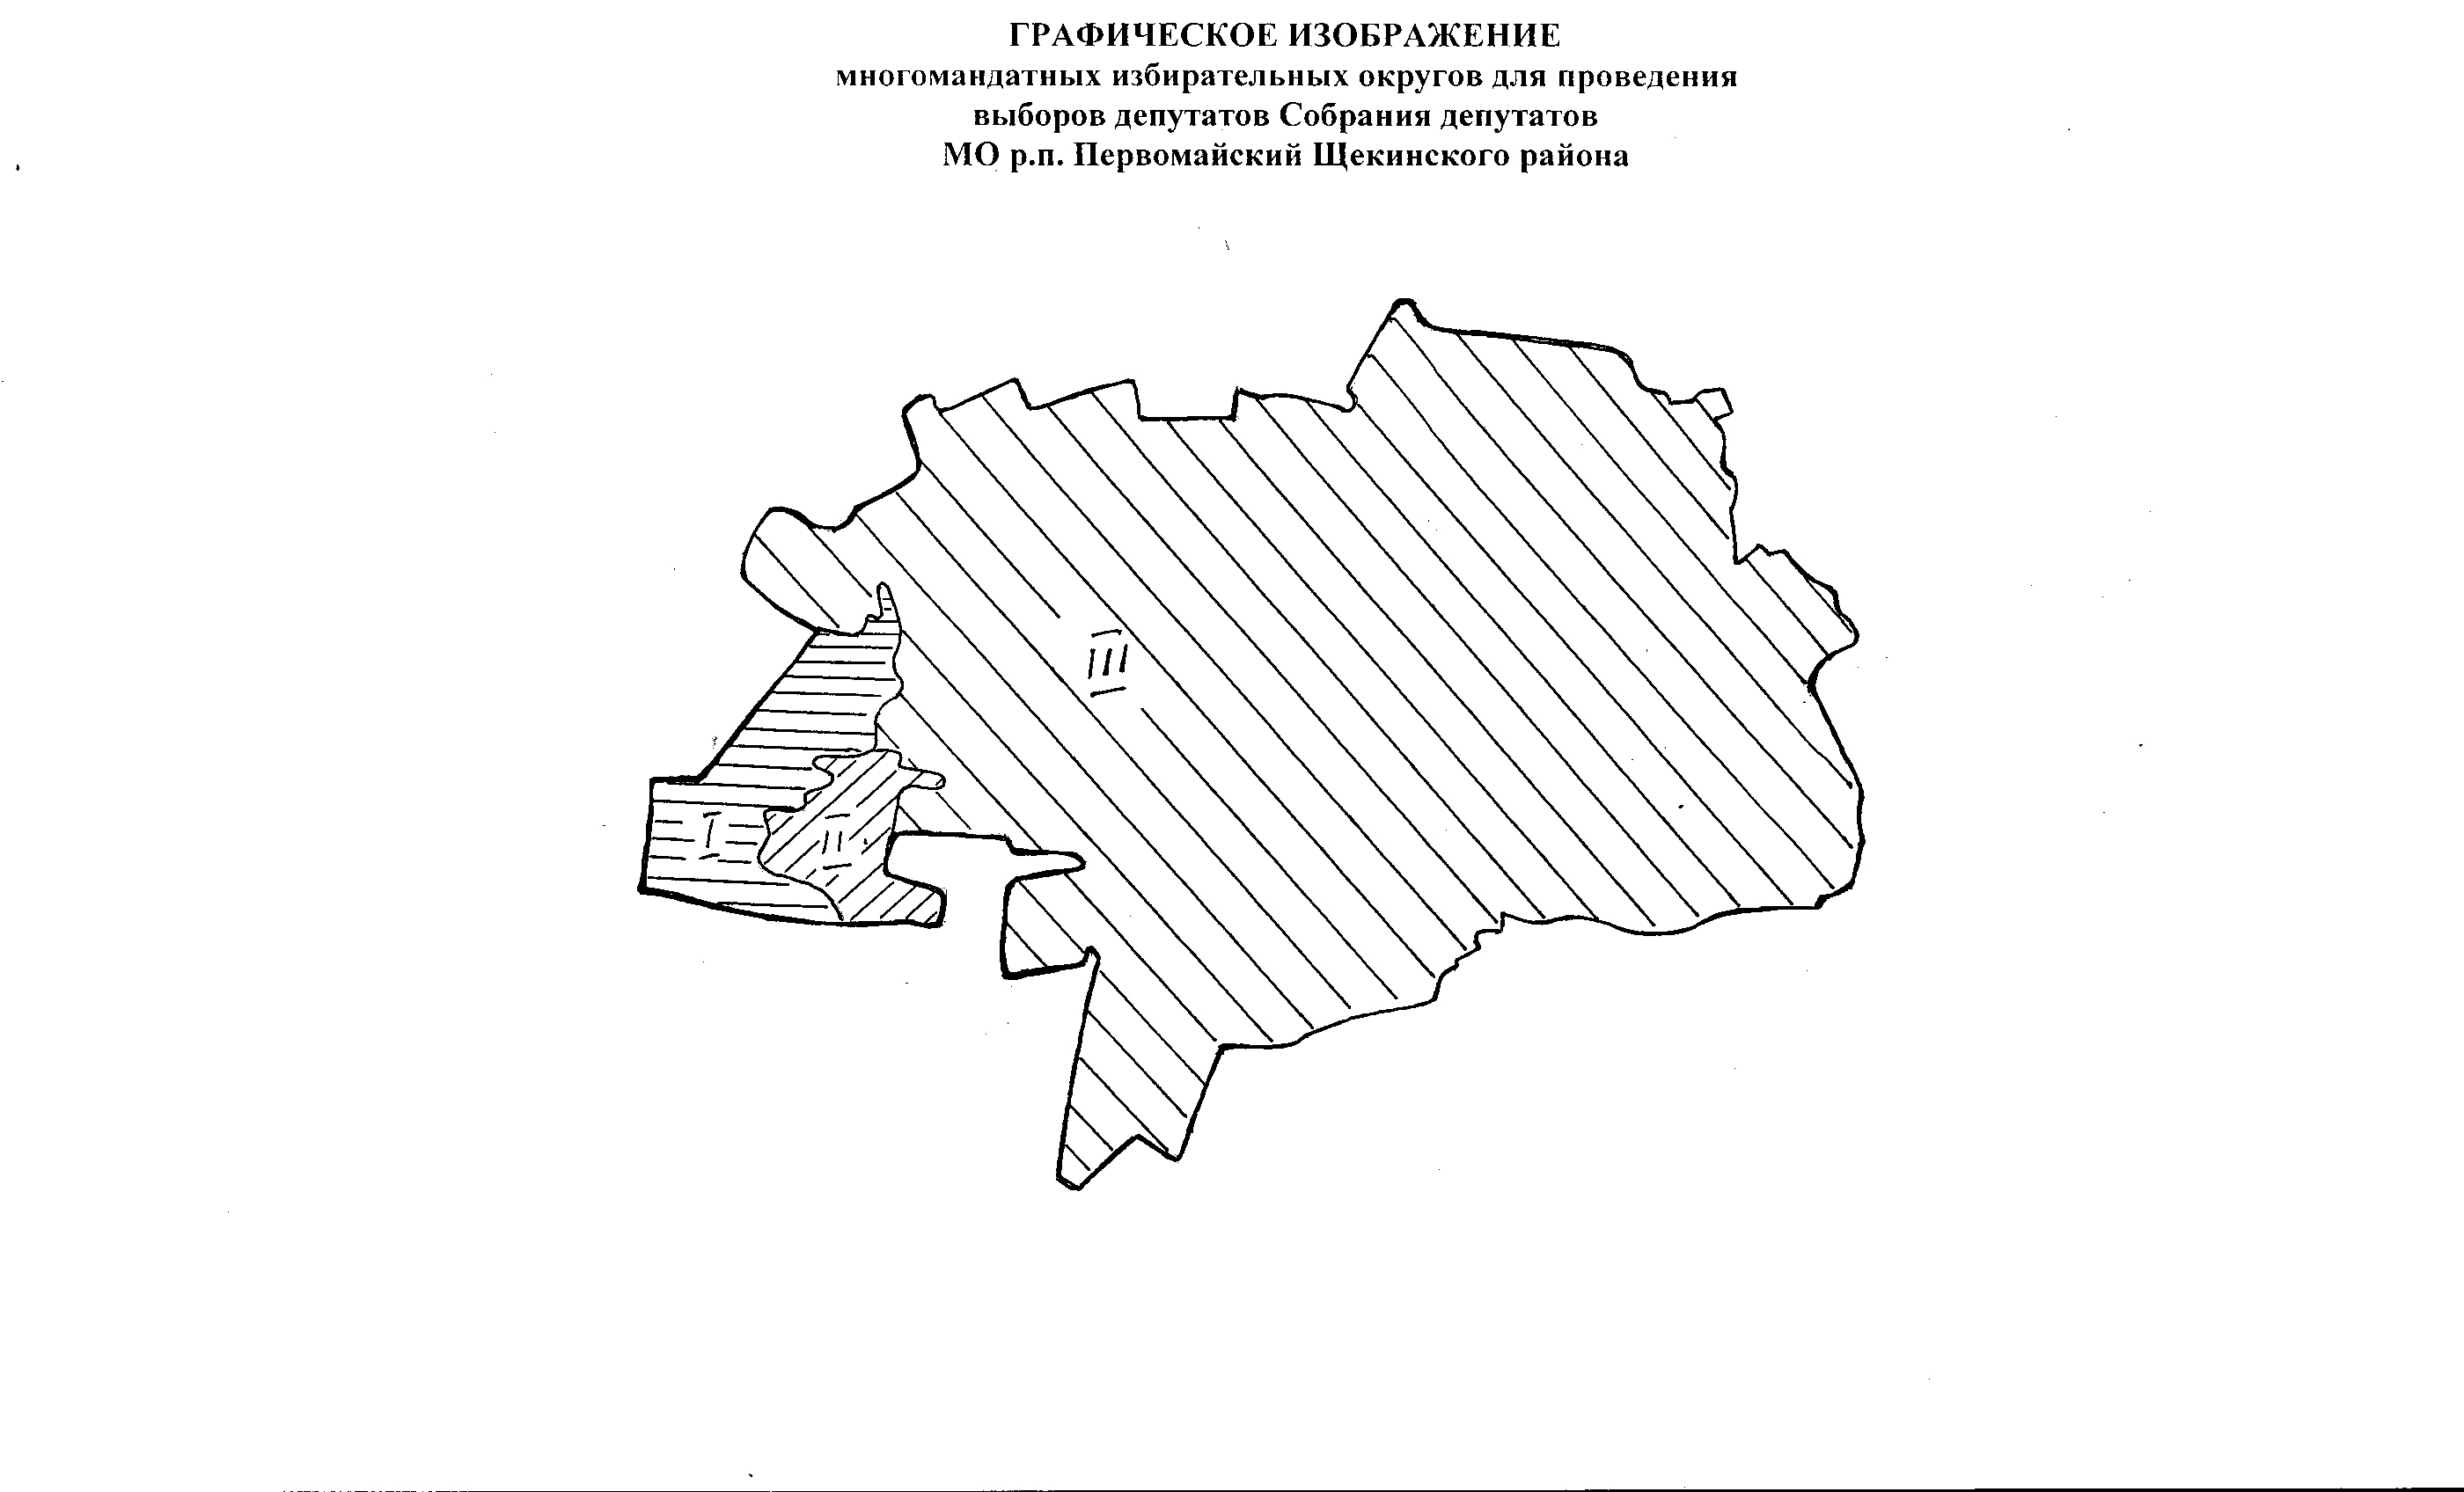 ГРАФИЧЕСКОЕ ИЗОБРАЖЕНИЕ
многомандатных избирательных округов для проведения
выборов депутатов Собрания депутатов
МО р.п. Первомайский Щекинского района
III
I
II